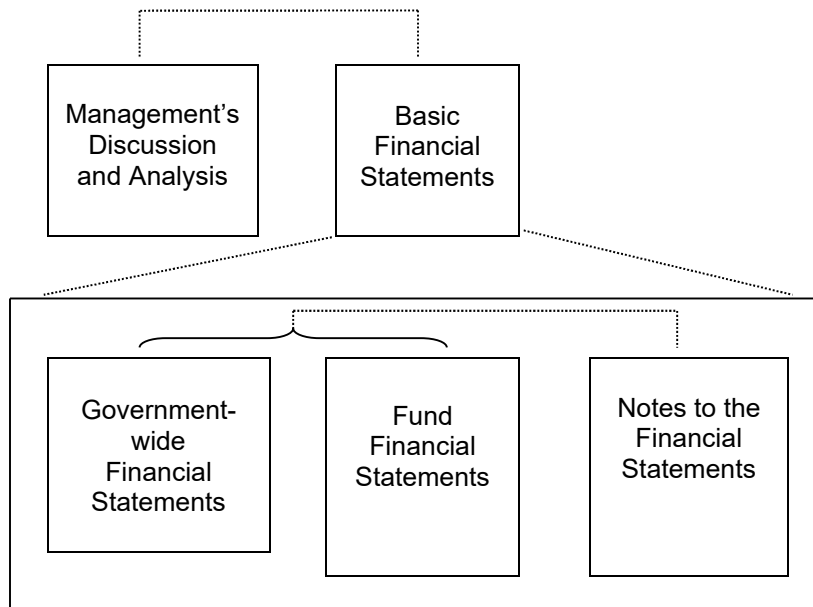 Management’s
Discussion
and Analysis
Basic
Financial
Statements
Government-
wide
Financial
Statements
Fund
Financial
Statements
Notes to the
Financial
Statements